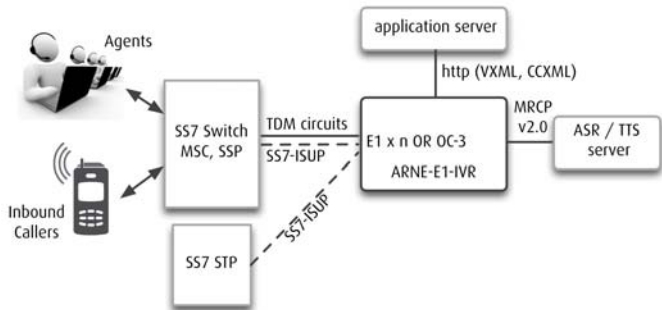 Agents
application server
http (VXML, CCXML)
SS7 Switch
MSC, SSP
TDM circuits
SS7-ISUP
E1 x n OR OC-3
ARNE-E1-IVR
MRCP
v2.0
ASR / TTS
server
Inbound
Callers
SS7-ISUP
SS7 STP